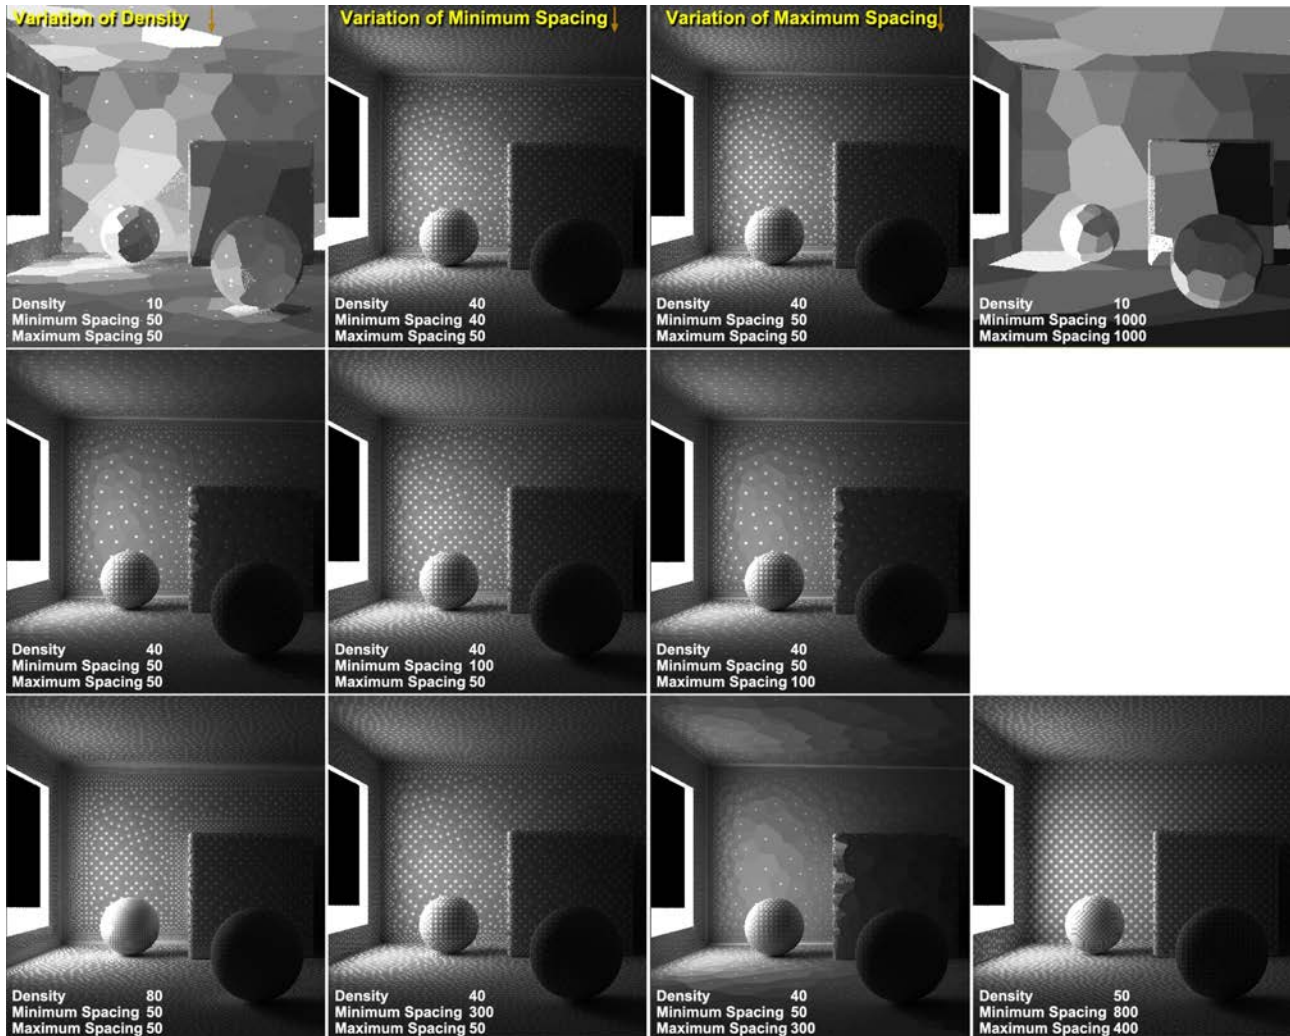 Variation of Density
Variation of Minimum Spacing
Variation of Maximum Spacing
Density 10
Minimum Spacing 50
Maximum Spacing 50
Density 40
Minimum Spacing 40
Maximum Spacing 50
Density 40
Minimum Spacing 50
Maximum Spacing 50
Density 10
Minimum Spacing 1000
Maximum Spacing 1000
Density 40
Minimum Spacing 50
Maximum Spacing 50
Density 40
Minimum Spacing 100
Maximum Spacing 50
Density 40
Minimum Spacing 50
Maximum Spacing 100
Density 80
Minimum Spacing 50
Maximum Spacing 50
Density 40
Minimum Spacing 300
Maximum Spacing 50
Density 40
Minimum Spacing 50
Maximum Spacing 300
Density 50
Minimum Spacing 800
Maximum Spacing 400